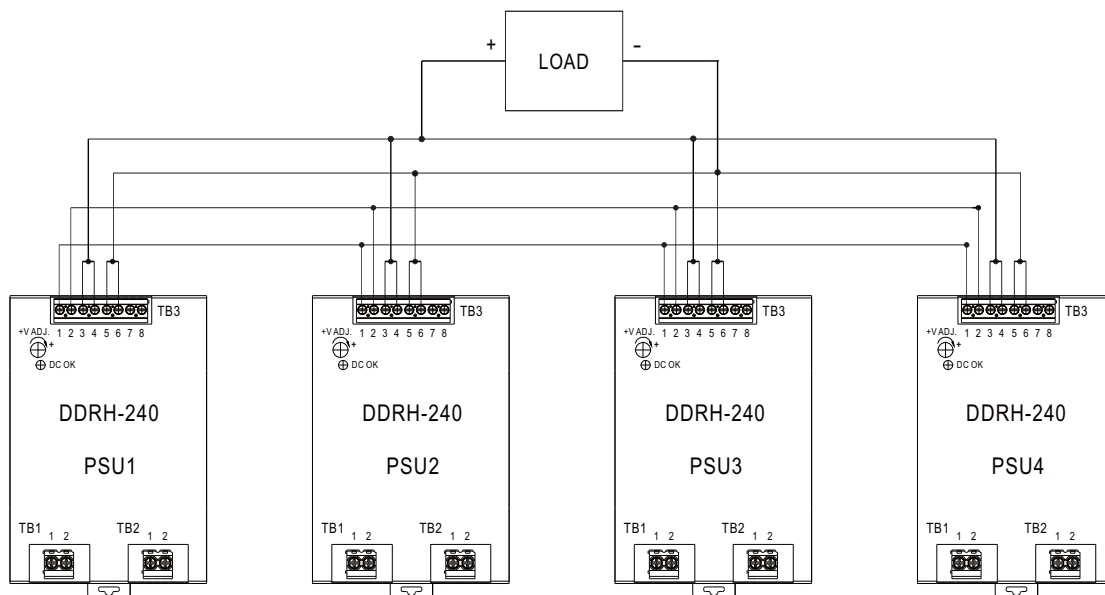 + LOAD -
TB3 TB3 TB3 TB3
1 2 3 4 5 6 7 8 1 2 3 4 5 6 7 8 1 2 3 4 5 6 7 8 1 2 3 4 5 6 7 8
+V ADJ. +V ADJ. +V ADJ. +V ADJ.
+ + + +
DC OK DC OK DC OK DC OK
DDRH-240 DDRH-240 DDRH-240 DDRH-240
PSU1 PSU2 PSU3 PSU4
TB1 1 2 TB2 1 2 TB1 1 2 TB2 1 2 TB1 1 2 TB2 1 2 TB1 1 2 TB2 1 2